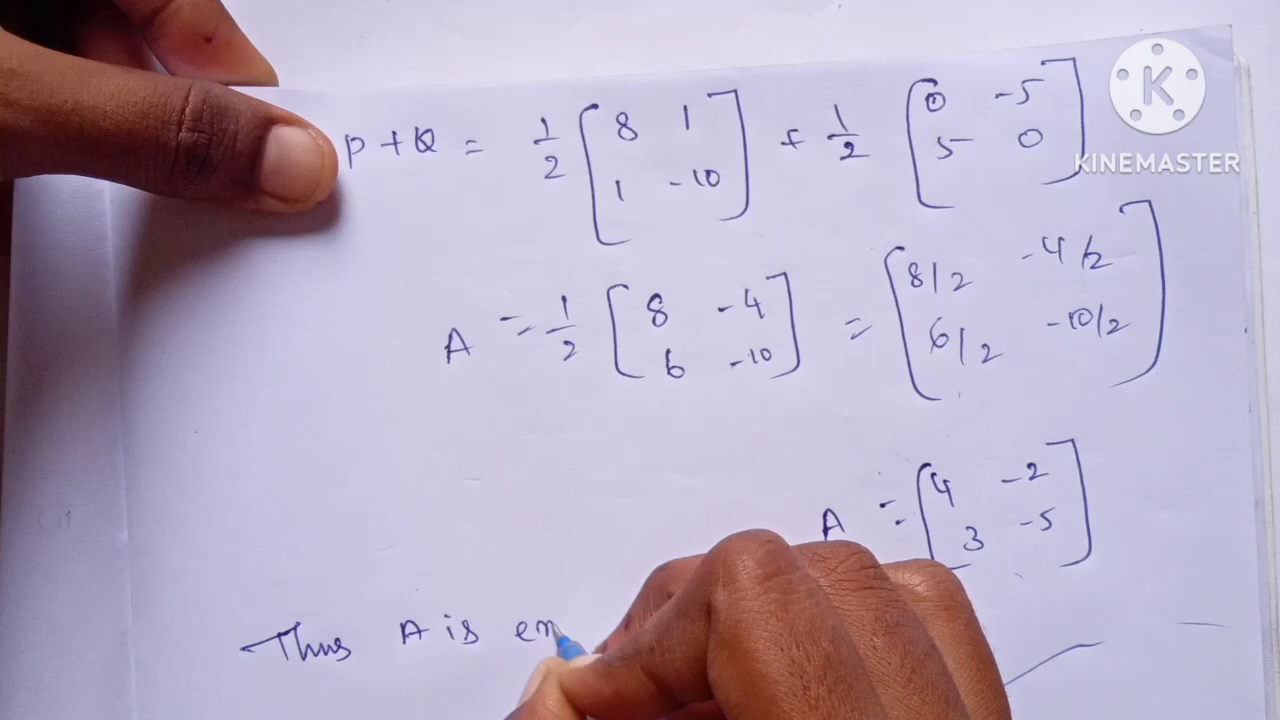 P + Q = 1/2 [8 1 1 -10] + 1/2 [0 -5 5 0]
A = 1/2 [8 -4 6 -10] = [8/2 -4/2 6/2 -10/2]
A = [4 -2 3 -5]
Thus A is
K
KINEMASTER